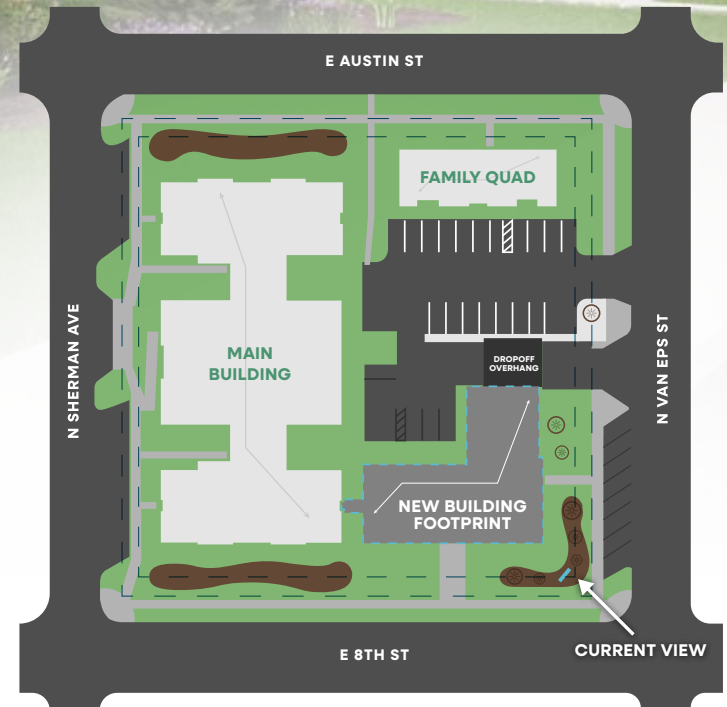 E AUSTIN ST
FAMILY QUAD
N SHERMAN AVE
N VAN EPS ST
MAIN
BUILDING
DROPOFF
OVERHANG
NEW BUILDING
FOOTPRINT
CURRENT VIEW
E 8TH ST